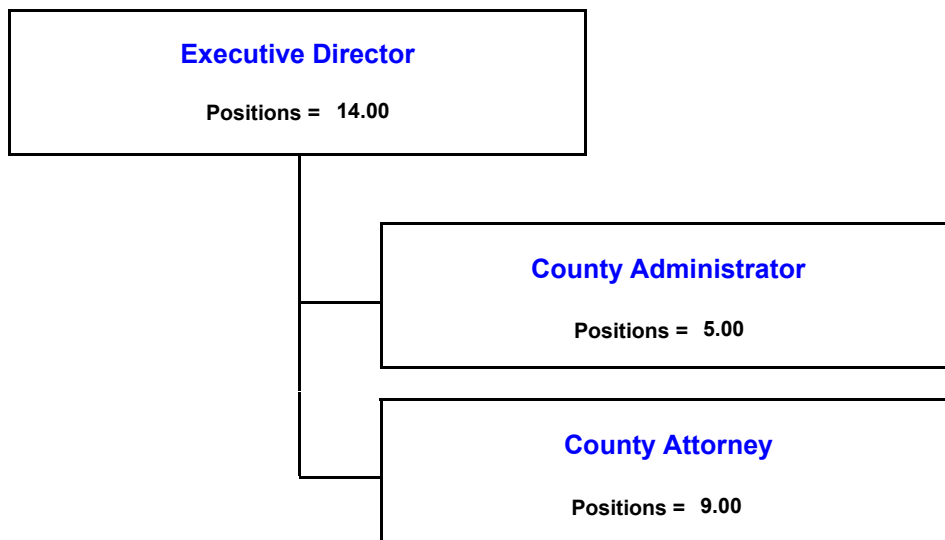 Executive Director
Positions = 14.00
County Administrator
Positions = 5.00
County Attorney
Positions = 9.00